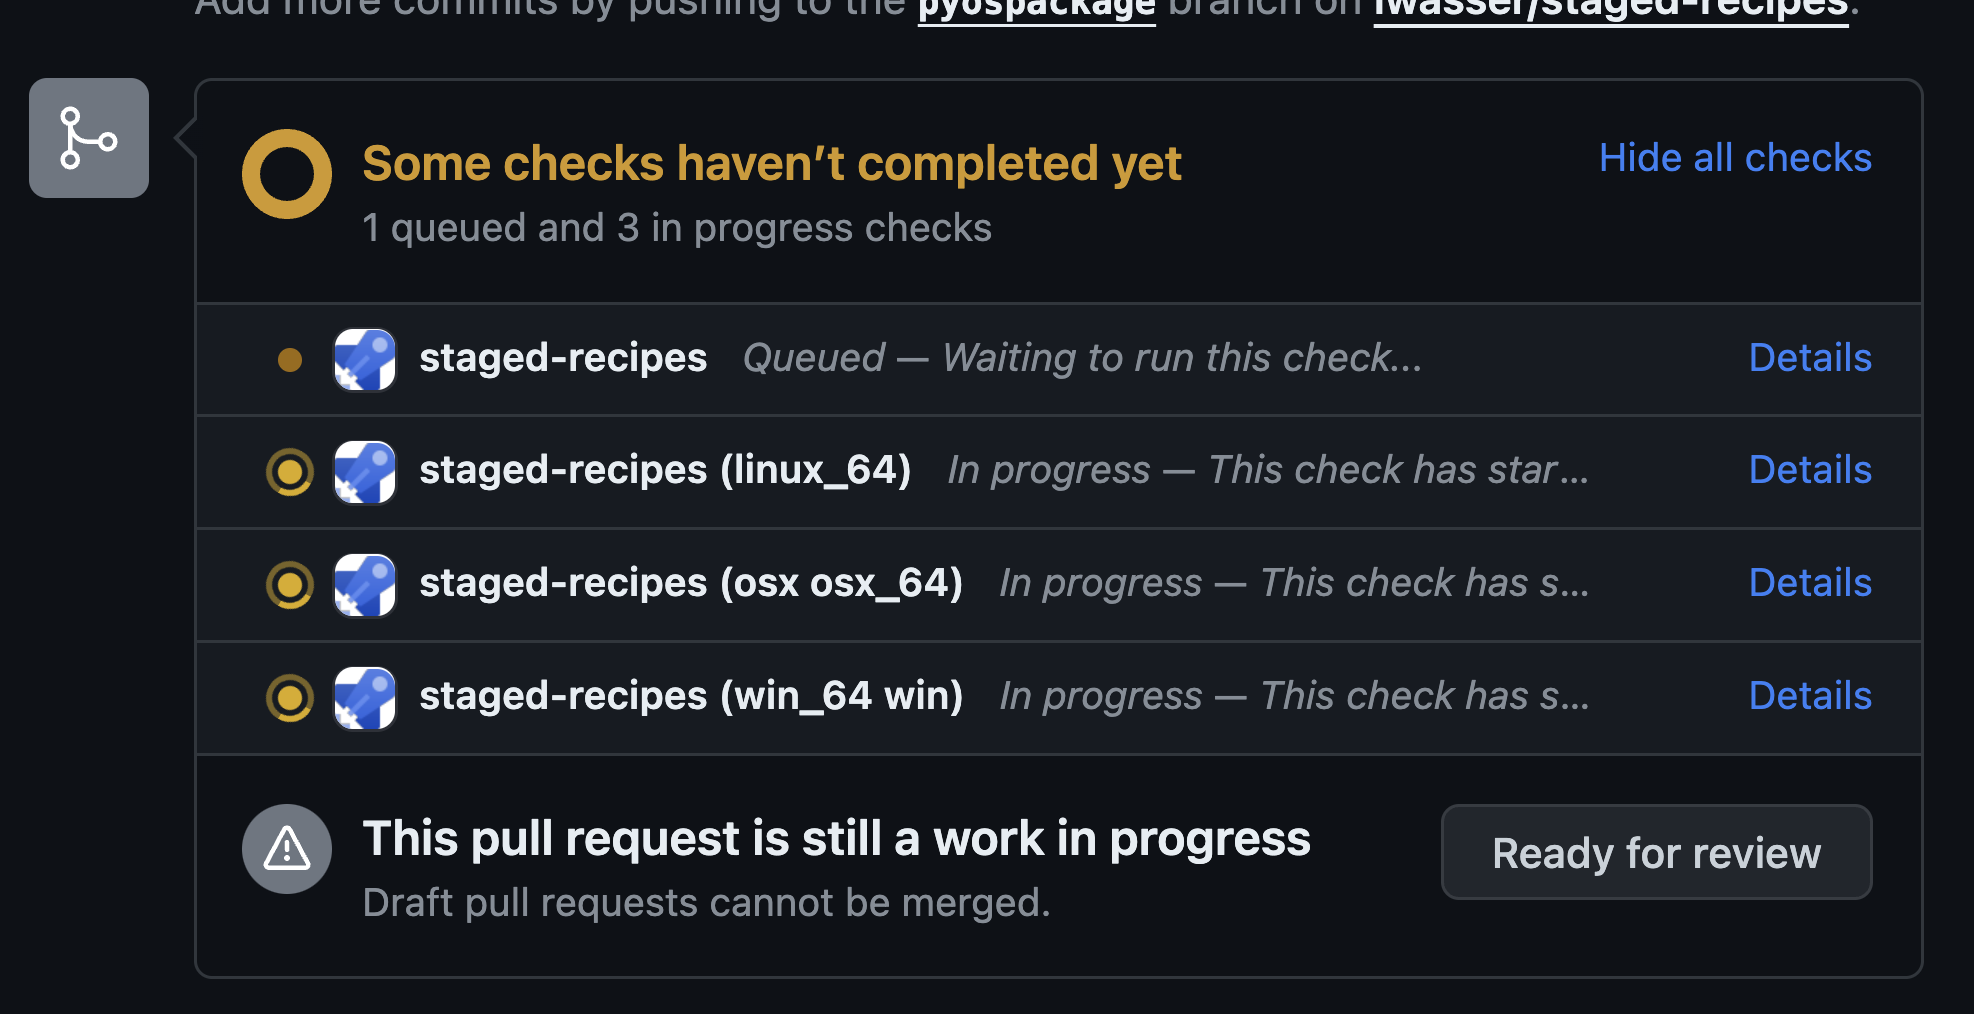 Add more commits by pushing to the pyospackage branch on lwasser/staged-recipes.
Some checks haven’t completed yet
Hide all checks
1 queued and 3 in progress checks
staged-recipes Queued — Waiting to run this check... Details
staged-recipes (linux_64) In progress — This check has star... Details
staged-recipes (osx osx_64) In progress — This check has s... Details
staged-recipes (win_64 win) In progress — This check has s... Details
This pull request is still a work in progress
Ready for review
Draft pull requests cannot be merged.